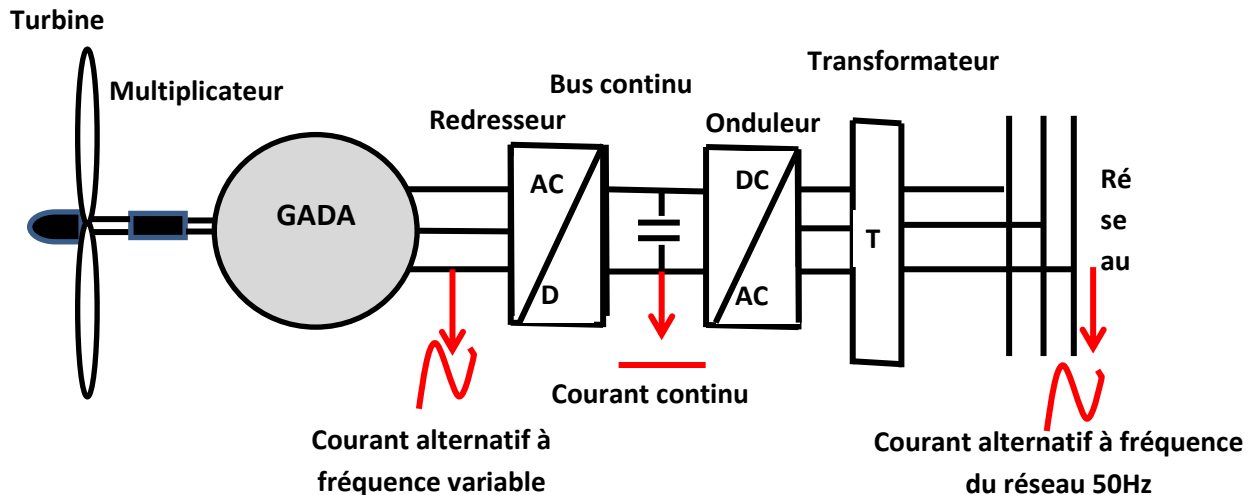 Turbine
Multiplicateur
GADA
Redresseur
AC
D
Bus continu
Courant continu
Onduleur
DC
AC
Transformateur
T
Ré
se
au
Courant alternatif à
fréquence variable
Courant alternatif à fréquence
du réseau 50Hz